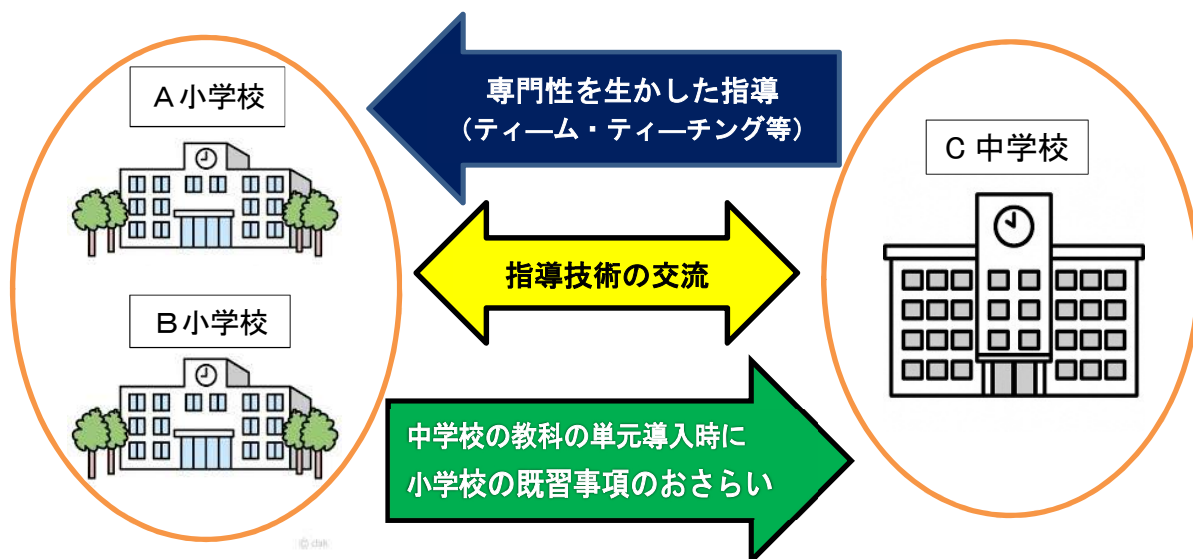 A小学校
専門性を生かした指導
(ティ―ム・ティ―チング等)
C中学校
指導技術の交流
B小学校
中学校の教科の単元導入時に
小学校の既習事項のおさらい